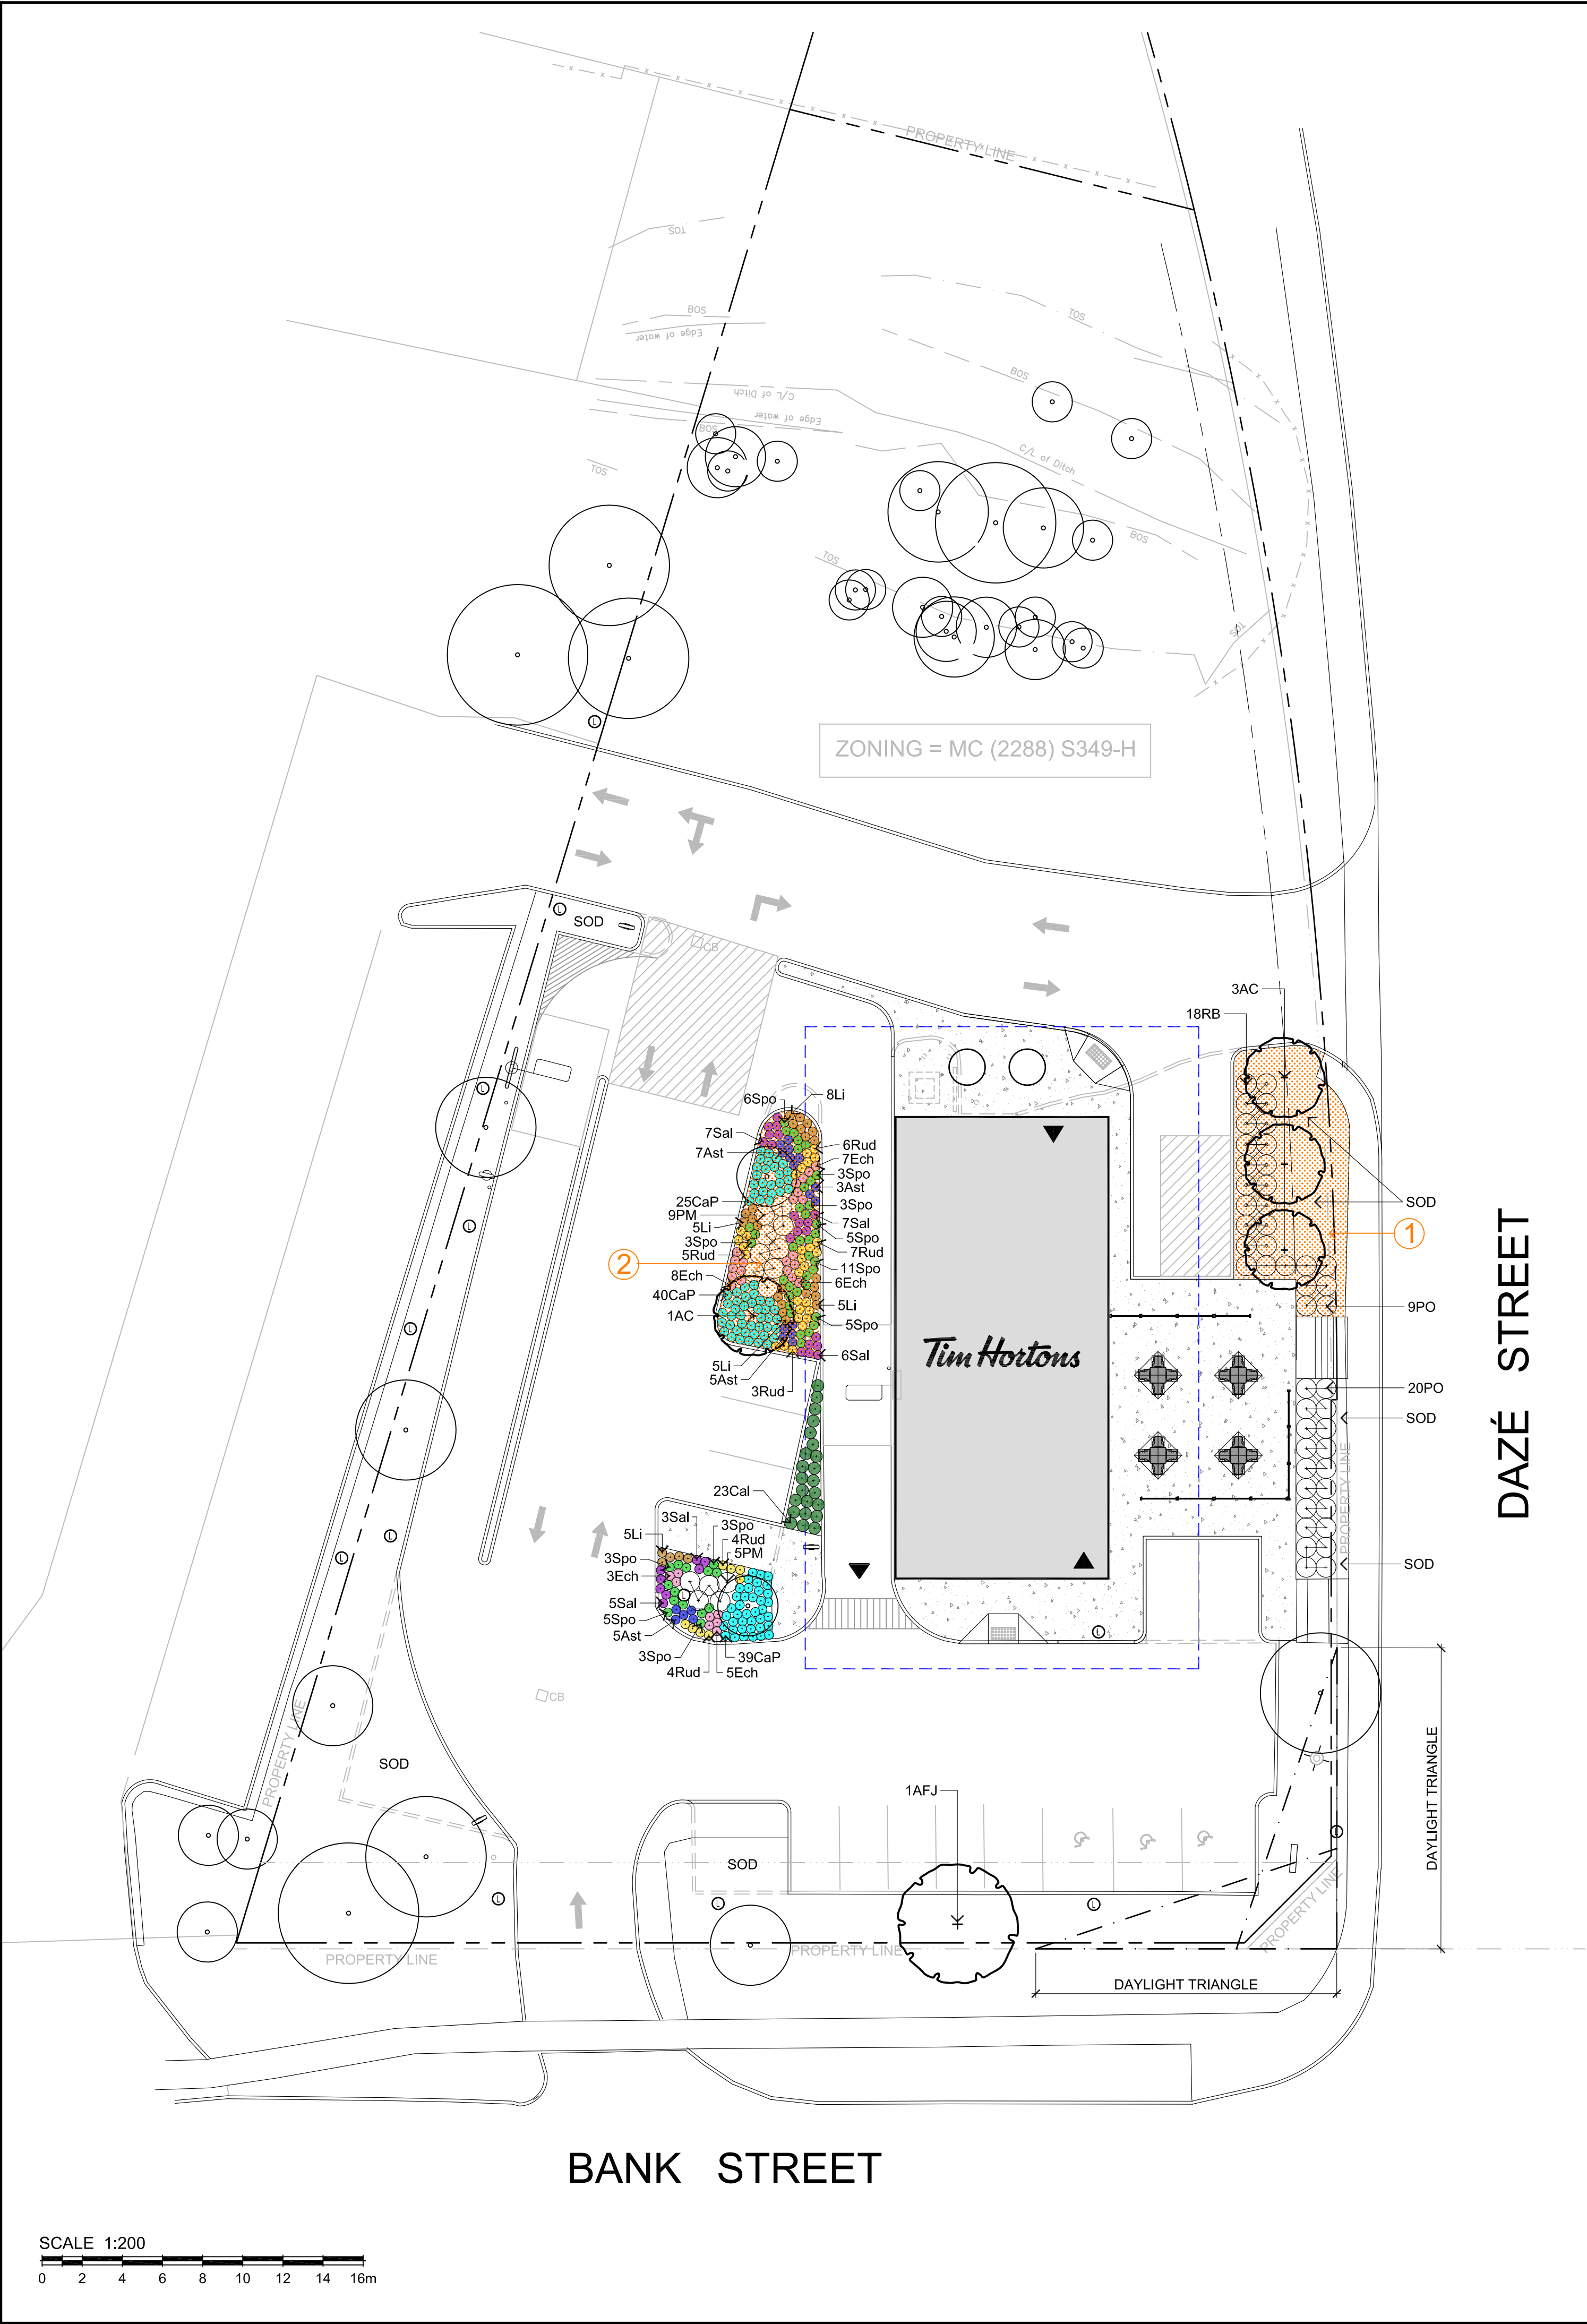 PROPERTY LINE
TOS
BOS
Edge of water
TOS
BOS
C/L of Ditch
Edge of water
BOS
C/L of Ditch
TOS
BOS
TOS
TOS
L
ZONING = MC (2288) S349-H
L
SOD
CB
3AC
18RB
L
6Spo
8Li
7Sal
7Ast
6Rud
7Ech
3Spo
3Ast
25CaP
3Spo
9PM
5Li
7Sal
3Spo
5Spo
5Rud
7Rud
11Spo
8Ech
6Ech
40CaP
5Li
1AC
5Spo
5Li
6Sal
5Ast
3Rud
2
SOD
1
9PO
L
L
Tim Hortons
20PO
SOD
PROPERTY LINE
SOD
DAZÉ STREET
23Cal
3Sal
5Li
3Spo
4Rud
5PM
3Spo
3Ech
L
5Sal
5Spo
5Ast
3Spo
39CaP
4Rud
5Ech
L
L
L
CB
PROPERTY LINE
SOD
1AFJ
SOD
L
L
L
L
DAYLIGHT TRIANGLE
PROPERTY LINE
PROPERTY LINE
PROPERTY LINE
DAYLIGHT TRIANGLE
BANK STREET
SCALE 1:200
0 2 4 6 8 10 12 14 16m